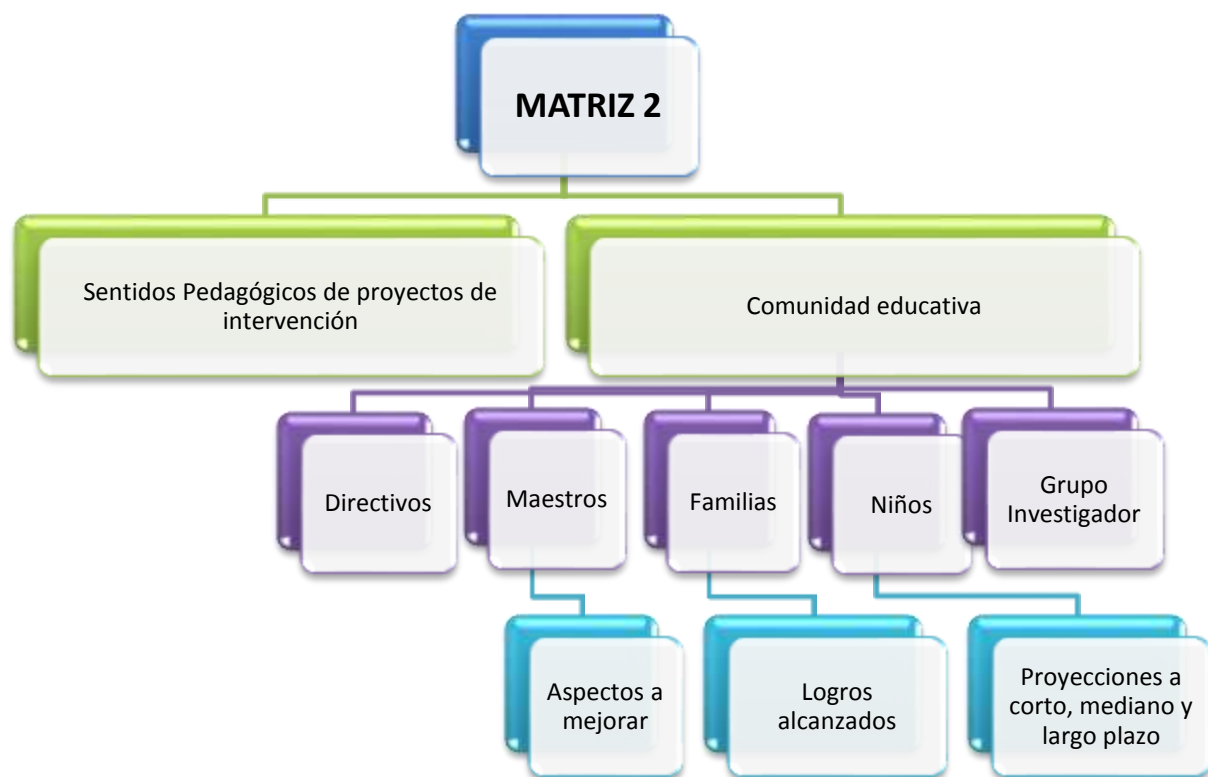 MATRIZ 2
Sentidos Pedagógicos de proyectos de
intervención
Comunidad educativa
Directivos
Maestros
Familias
Niños
Grupo
Investigador
Aspectos a
mejorar
Logros
alcanzados
Proyecciones a
corto, mediano y
largo plazo